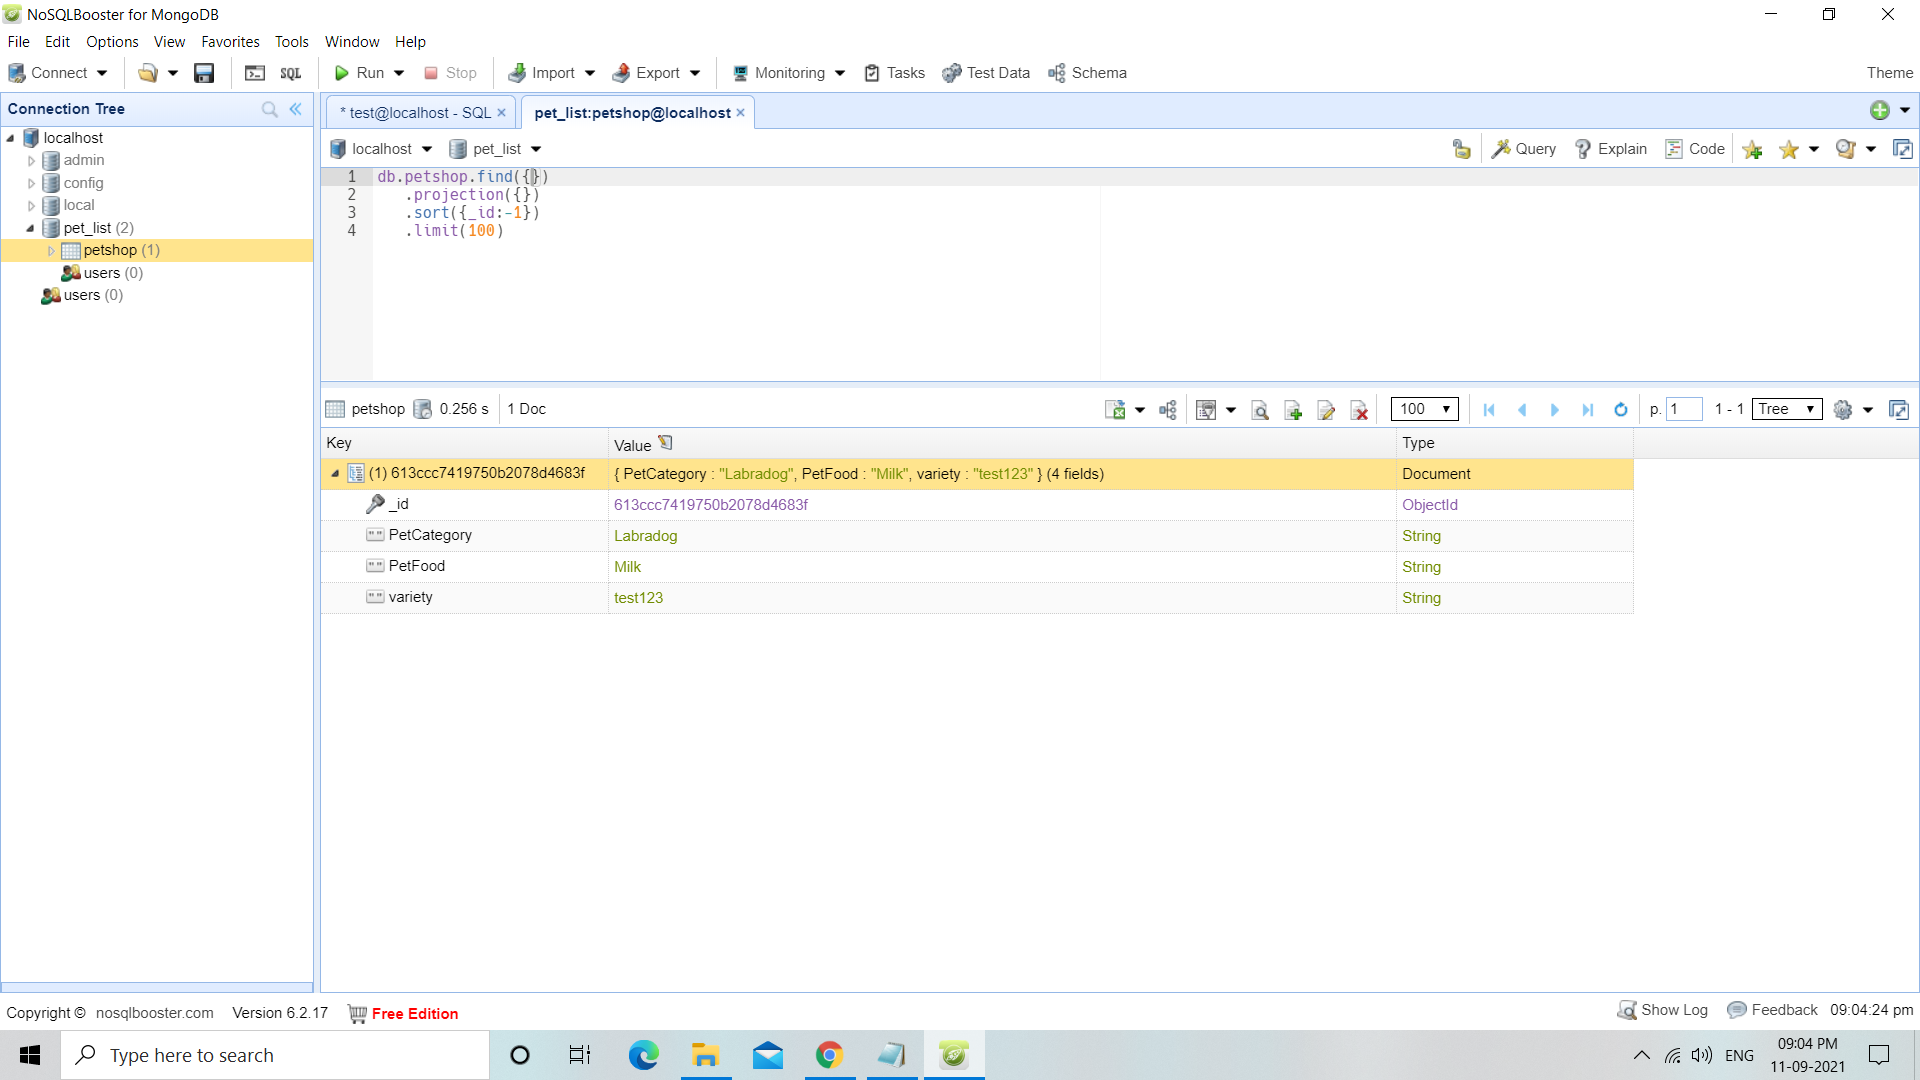 NoSQLBooster for MongoDB
File Edit Options View Favorites Tools Window Help
Connect SQL Run Stop Import Export Monitoring Tasks Test Data Schema Theme
Connection Tree
localhost
admin
config
local
pet_list (2)
petshop (1)
users (0)
users (0)
* test@localhost - SQL × pet_list:petshop@localhost ×
localhost pet_list Query Explain Code
1 db.petshop.find({})
2 .projection({})
3 .sort({_id:-1})
4 .limit(100)
petshop 0.256 s 1 Doc 100 p. 1 1 - 1 Tree
Key Value Type
(1) 613ccc7419750b2078d4683f { PetCategory : "Labradog", PetFood : "Milk", variety : "test123" } (4 fields) Document
_id 613ccc7419750b2078d4683f ObjectId
PetCategory Labradog String
PetFood Milk String
variety test123 String
Copyright © nosqlbooster.com Version 6.2.17 Free Edition Show Log Feedback 09:04:24 pm
Type here to search ENG 09:04 PM
11-09-2021